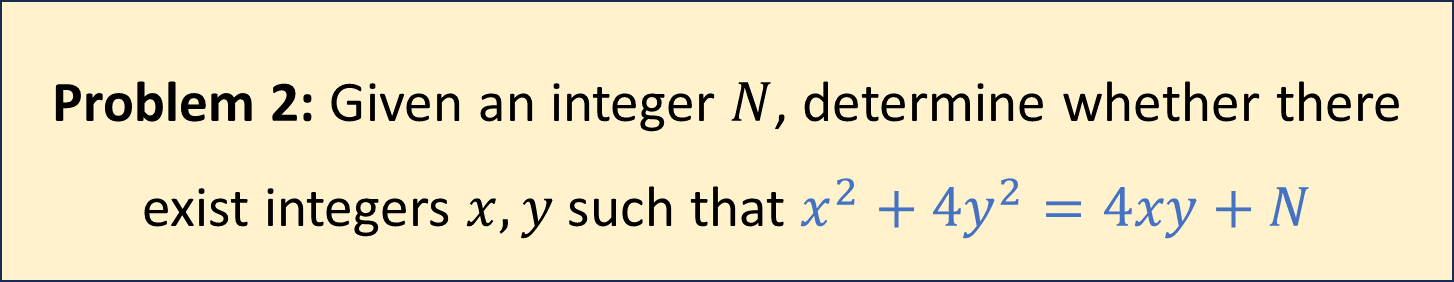 Problem 2: Given an integer N, determine whether there
exist integers x, y such that x² + 4y² = 4xy + N